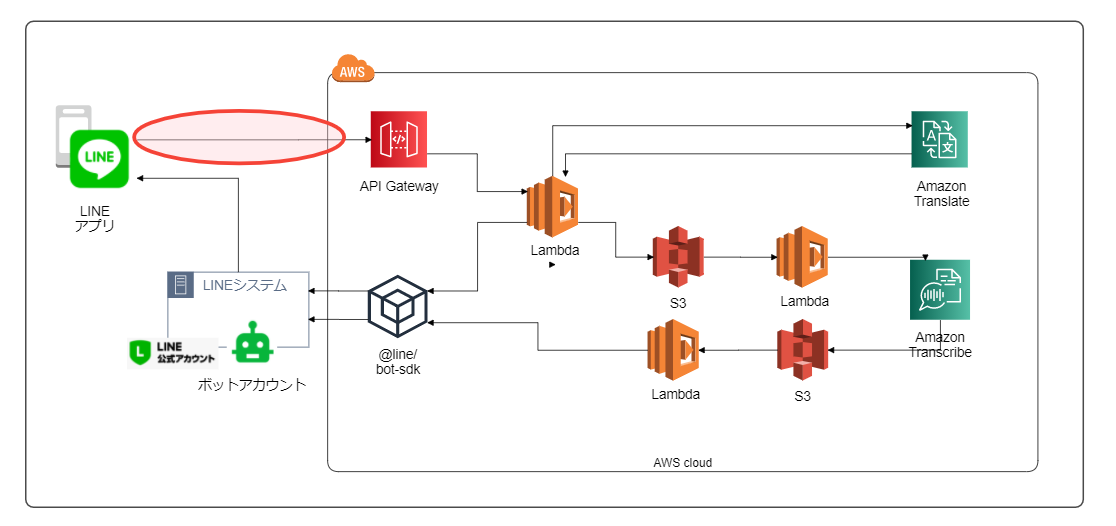 AWS
LINE
LINE
アプリ
API Gateway
Lambda
Amazon
Translate
A
文
S3
Lambda
Amazon
Transcribe
LINEシステム
L
LINE
公式アカウント
ボットアカウント
@line/
bot-sdk
Lambda
S3
AWS cloud